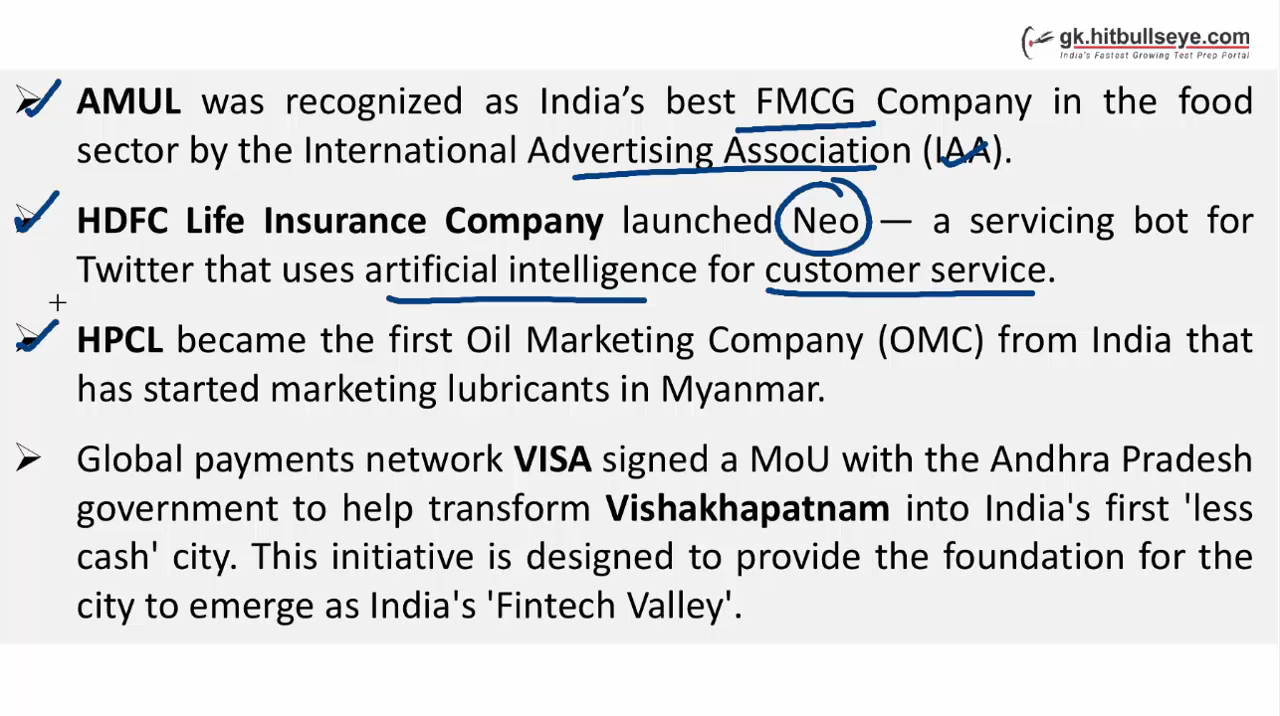 gk.hitbullseye.com
India's Fastest Growing Test Prep Portal
AMUL was recognized as India’s best FMCG Company in the food
sector by the International Advertising Association (IAA).
HDFC Life Insurance Company launched Neo — a servicing bot for
Twitter that uses artificial intelligence for customer service.
HPCL became the first Oil Marketing Company (OMC) from India that
has started marketing lubricants in Myanmar.
Global payments network VISA signed a MoU with the Andhra Pradesh
government to help transform Vishakhapatnam into India's first 'less
cash' city. This initiative is designed to provide the foundation for the
city to emerge as India's 'Fintech Valley'.